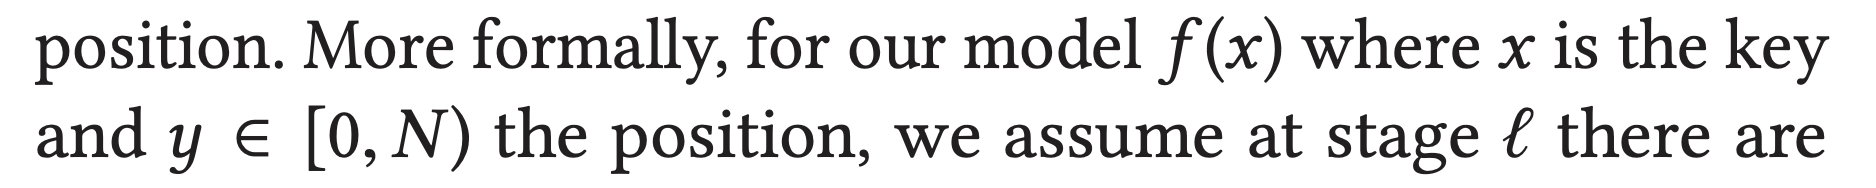 position. More formally, for our model f(x) where x is the key
and y ∈ [0, N) the position, we assume at stage ℓ there are